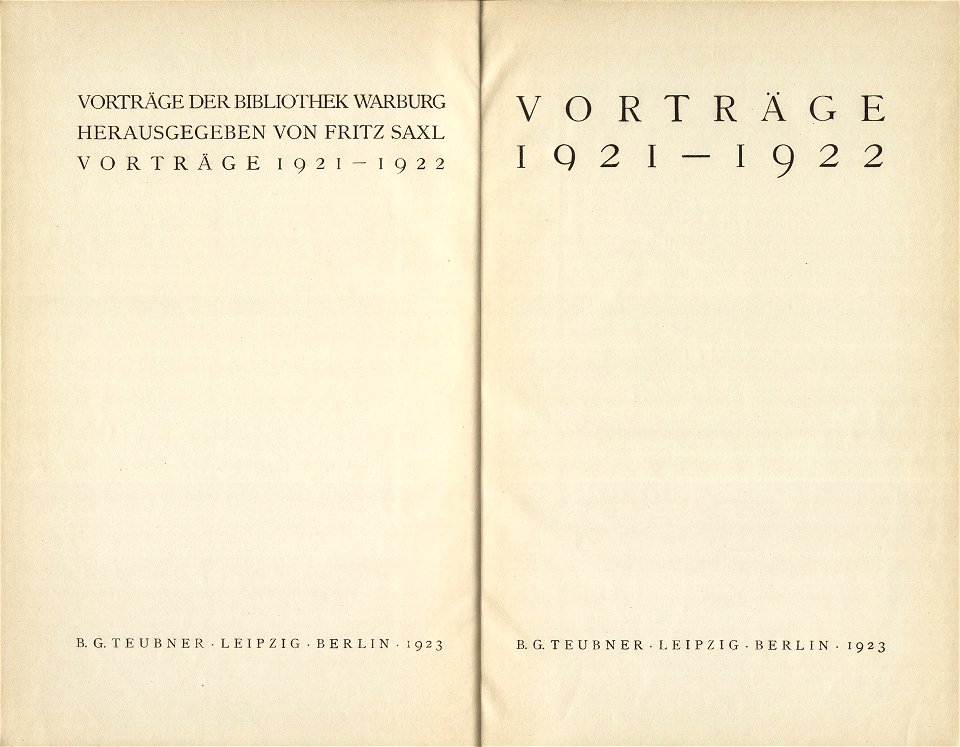 VORTRÄGE DER BIBLIOTHEK WARBURG
HERAUSGEGEBEN VON FRITZ SAXL
VORTRÄGE 1921–1922
B. G. TEUBNER · LEIPZIG · BERLIN · 1923
VORTRÄGE
1921–1922
B. G. TEUBNER · LEIPZIG · BERLIN · 1923